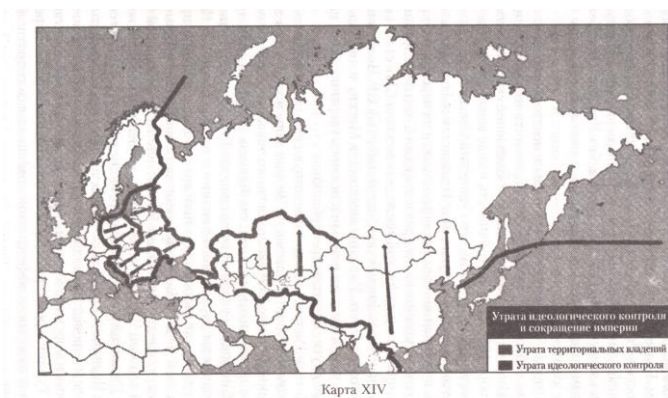 Утрата идеологического контроля
и сокращение империи
Утрата территориальных владений
Утрата идеологического контроля
Карта XIV